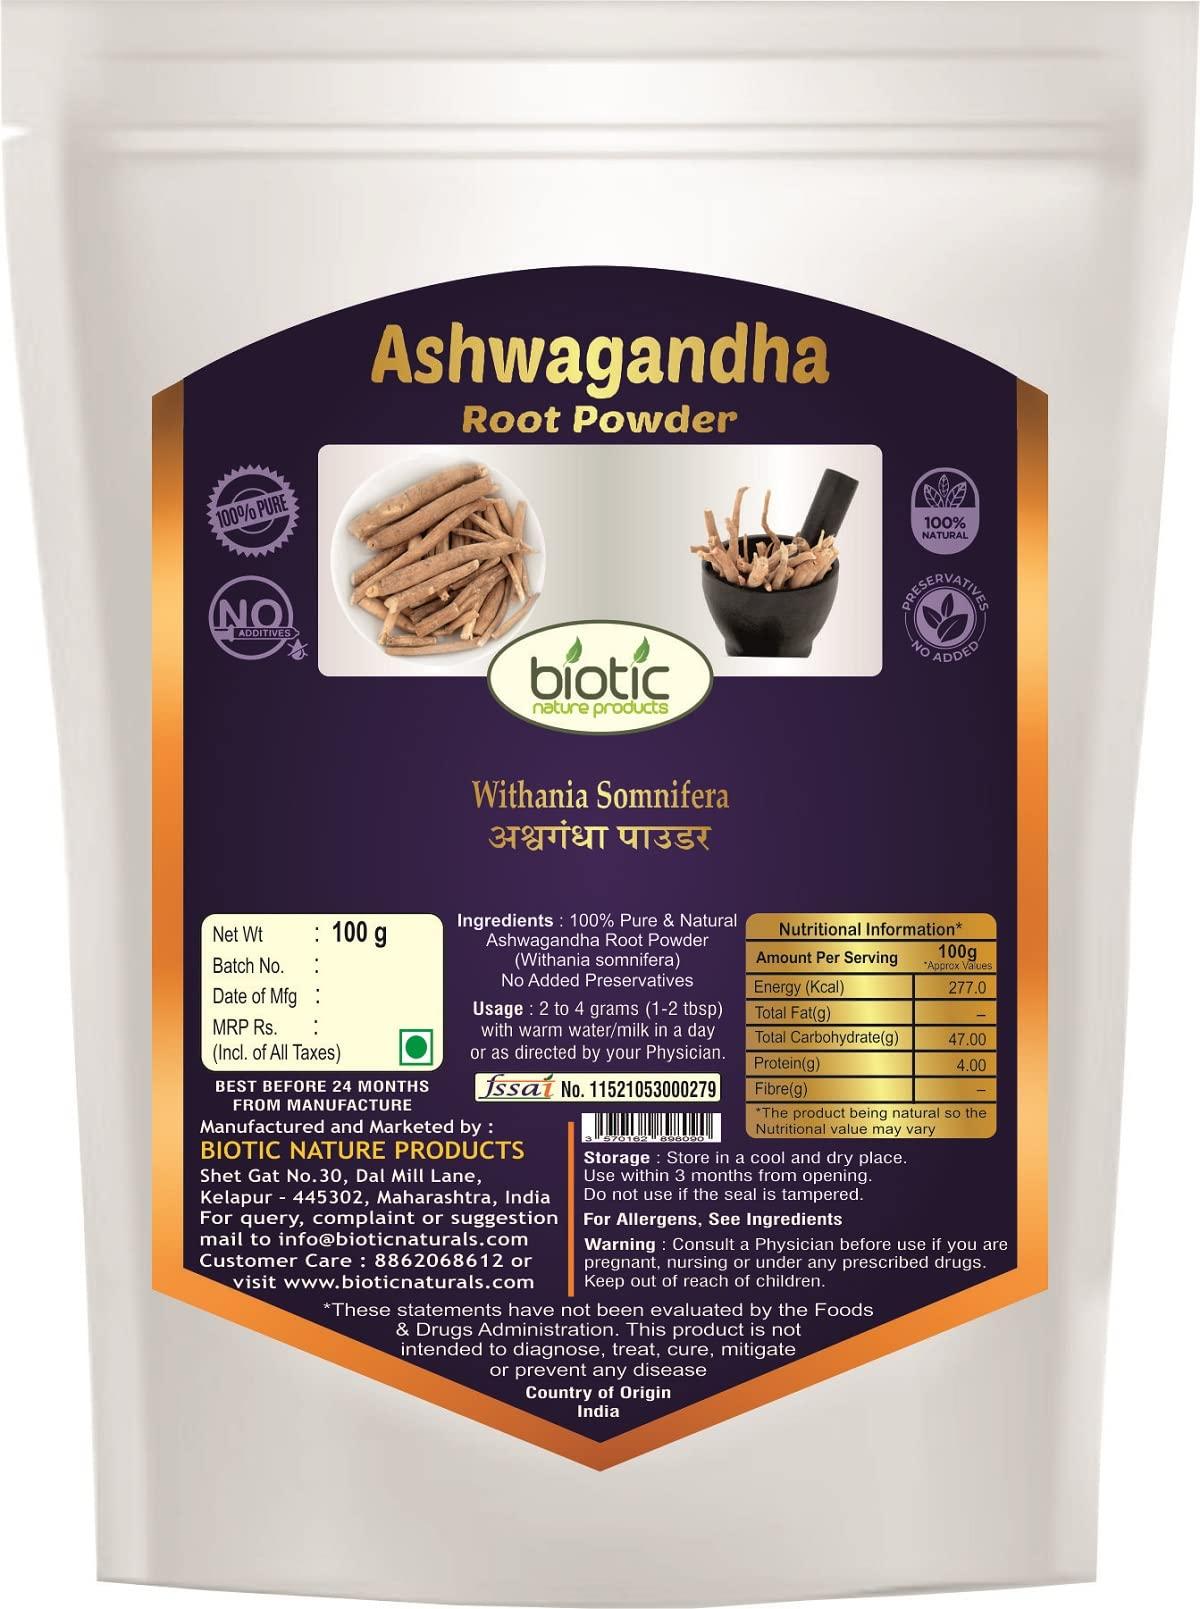 Ashwagandha
Root Powder
100% PURE
NO
ADDITIVES
100%
NATURAL
PRESERVATIVES
NO ADDED
biotic
nature products
Withania Somnifera
अश्वगंधा पाउडर
Net Wt : 100 g
Batch No. :
Date of Mfg :
MRP Rs. :
(Incl. of All Taxes)
BEST BEFORE 24 MONTHS
FROM MANUFACTURE
Manufactured and Marketed by :
BIOTIC NATURE PRODUCTS
Shet Gat No.30, Dal Mill Lane,
Kelapur - 445302, Maharashtra, India
For query, complaint or suggestion
mail to info@bioticnaturals.com
Customer Care : 8862068612 or
visit www.bioticnaturals.com
Ingredients : 100% Pure & Natural
Ashwagandha Root Powder
(Withania somnifera)
No Added Preservatives
Usage : 2 to 4 grams (1-2 tbsp)
with warm water/milk in a day
or as directed by your Physician.
fssai No. 11521053000279
3 570162 898090
Nutritional Information*
Amount Per Serving 100g
*Approx Values
Energy (Kcal) 277.0
Total Fat(g) –
Total Carbohydrate(g) 47.00
Protein(g) 4.00
Fibre(g) –
*The product being natural so the
Nutritional value may vary
Storage : Store in a cool and dry place.
Use within 3 months from opening.
Do not use if the seal is tampered.
For Allergens, See Ingredients
Warning : Consult a Physician before use if you are
pregnant, nursing or under any prescribed drugs.
Keep out of reach of children.
*These statements have not been evaluated by the Foods
& Drugs Administration. This product is not
intended to diagnose, treat, cure, mitigate
or prevent any disease
Country of Origin
India